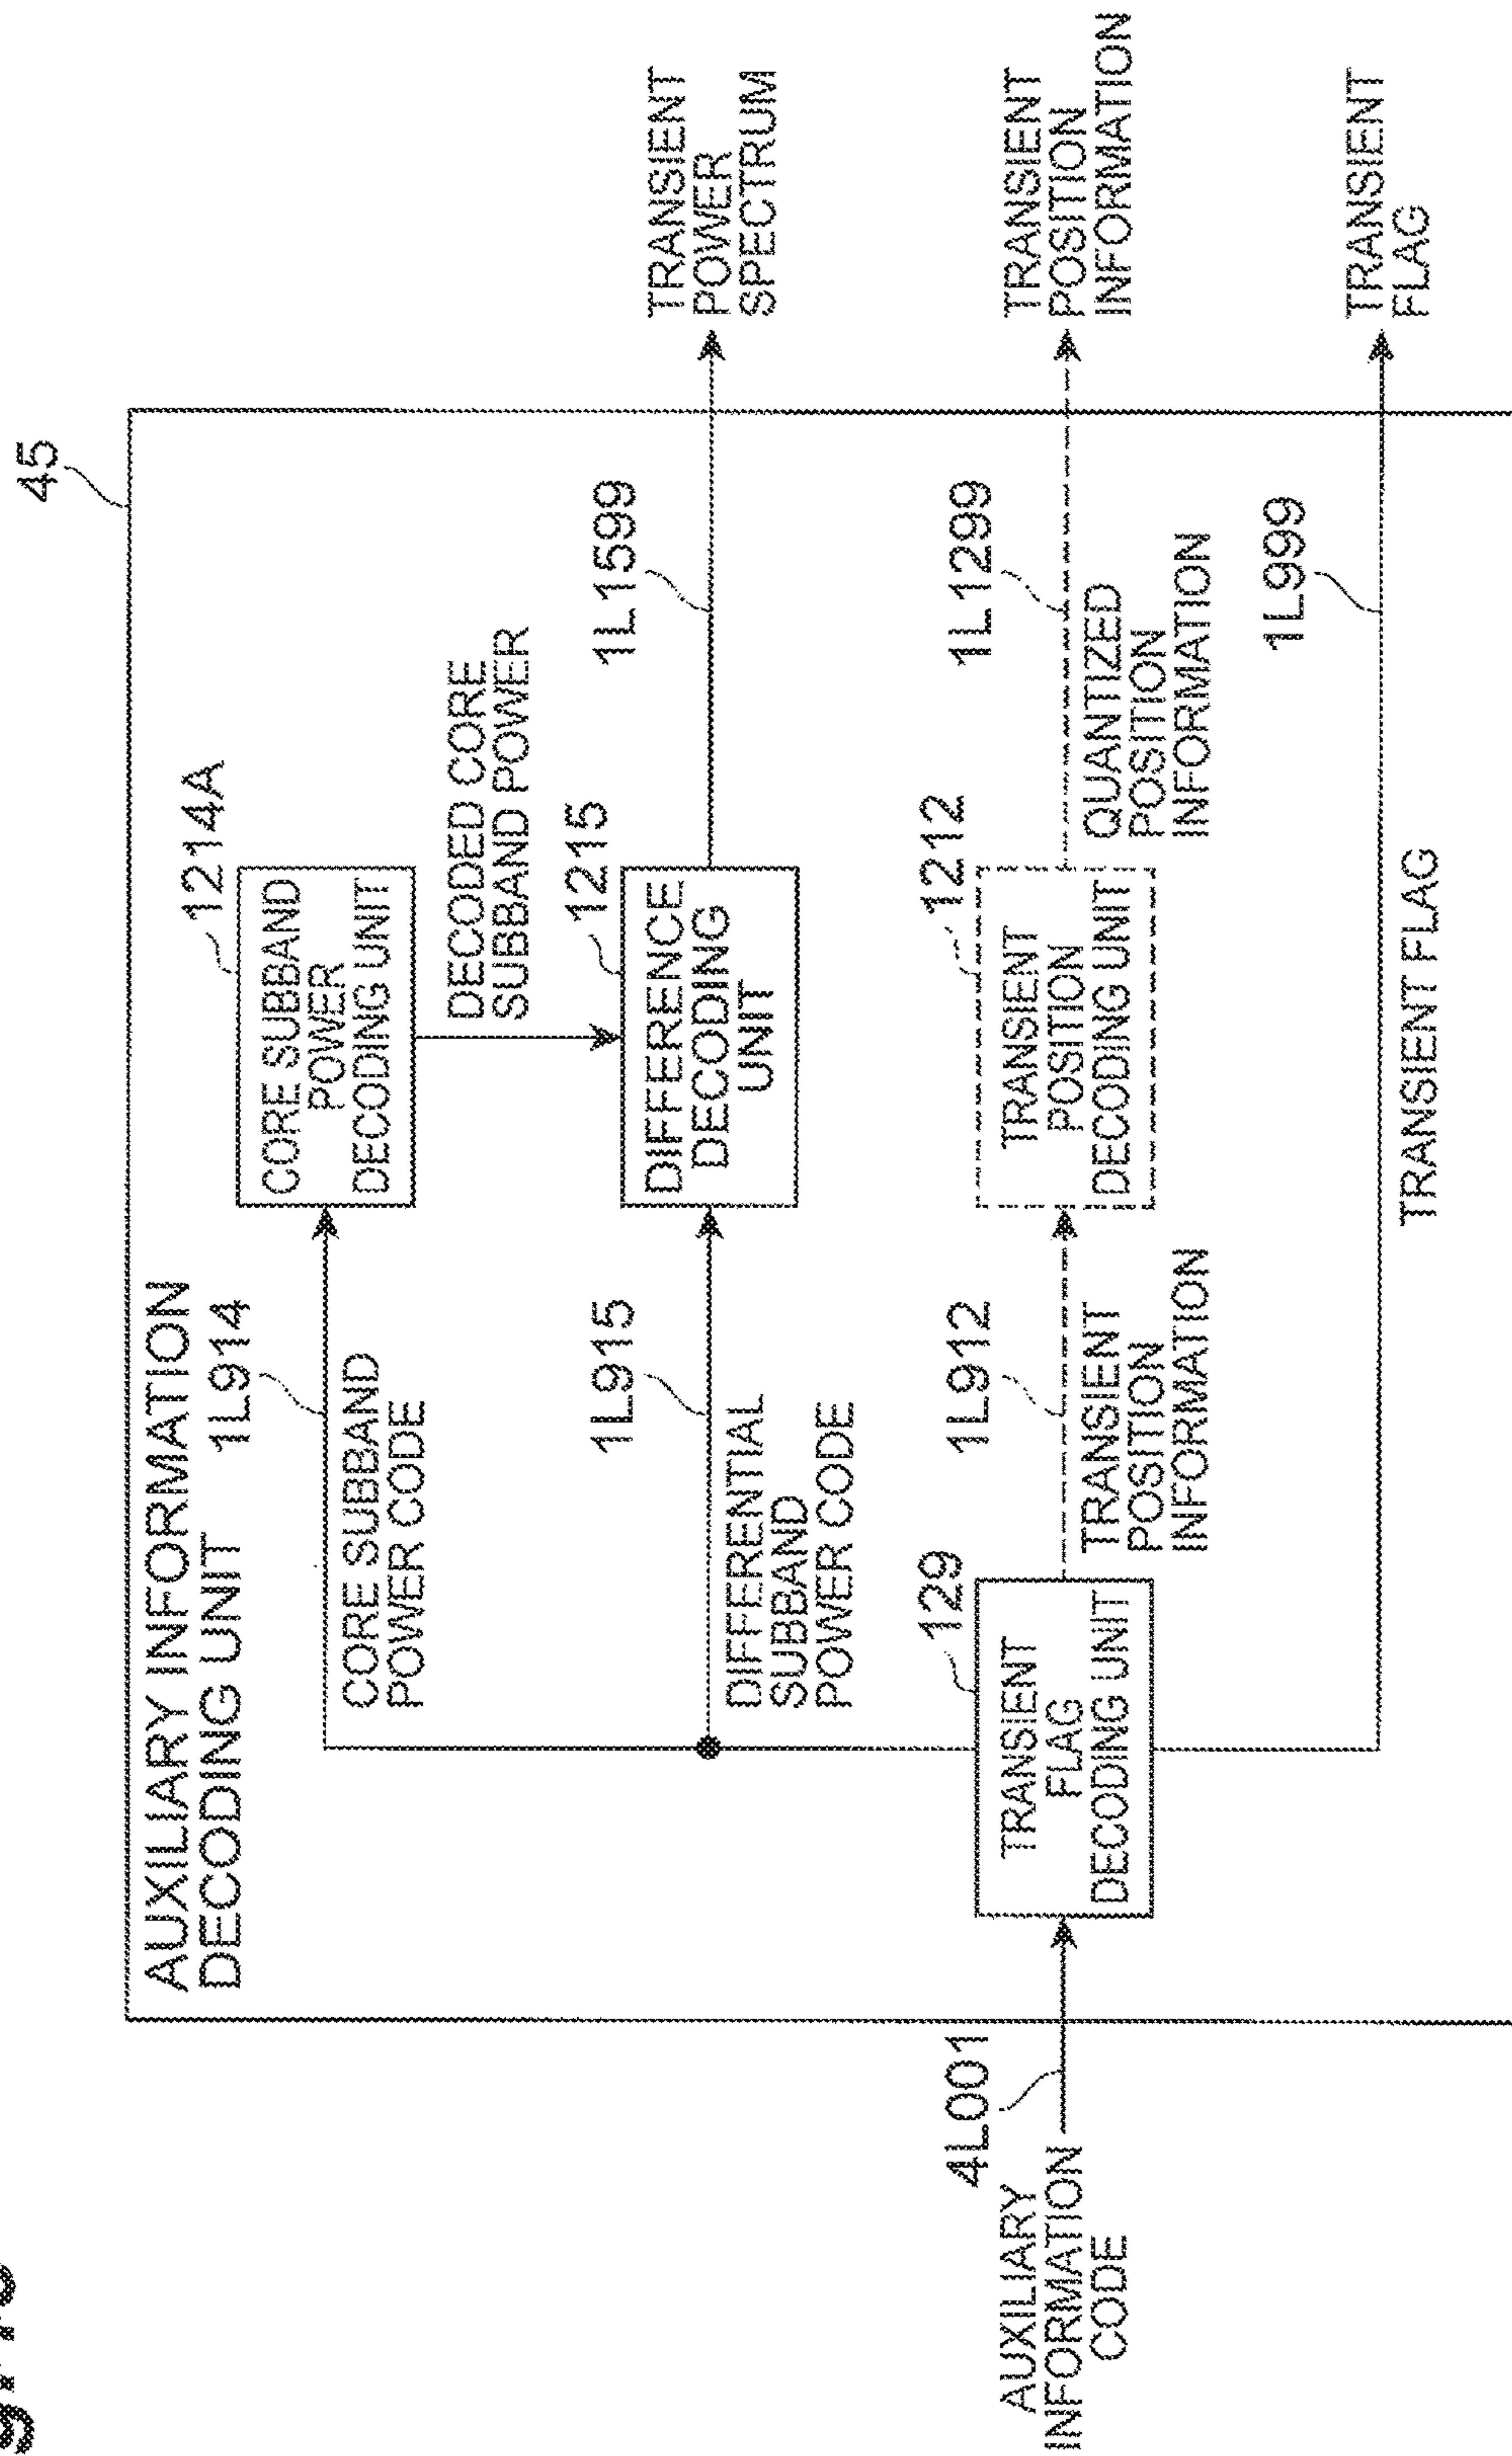 45
AUXILIARY INFORMATION
DECODING UNIT
1L914
CORE SUBBAND
POWER CODE
1214A
CORE SUBBAND
POWER
DECODING UNIT
DECODED CORE
SUBBAND POWER
1L915
DIFFERENTIAL
SUBBAND
POWER CODE
1215
DIFFERENCE
DECODING
UNIT
1L1599
TRANSIENT
POWER
SPECTRUM
4L001
AUXILIARY
INFORMATION
CODE
129
TRANSIENT
FLAG
DECODING UNIT
1L912
TRANSIENT
POSITION
INFORMATION
1212
TRANSIENT
POSITION
DECODING UNIT
1L1299
QUANTIZED
POSITION
INFORMATION
TRANSIENT
POSITION
INFORMATION
1L999
TRANSIENT FLAG
TRANSIENT
FLAG